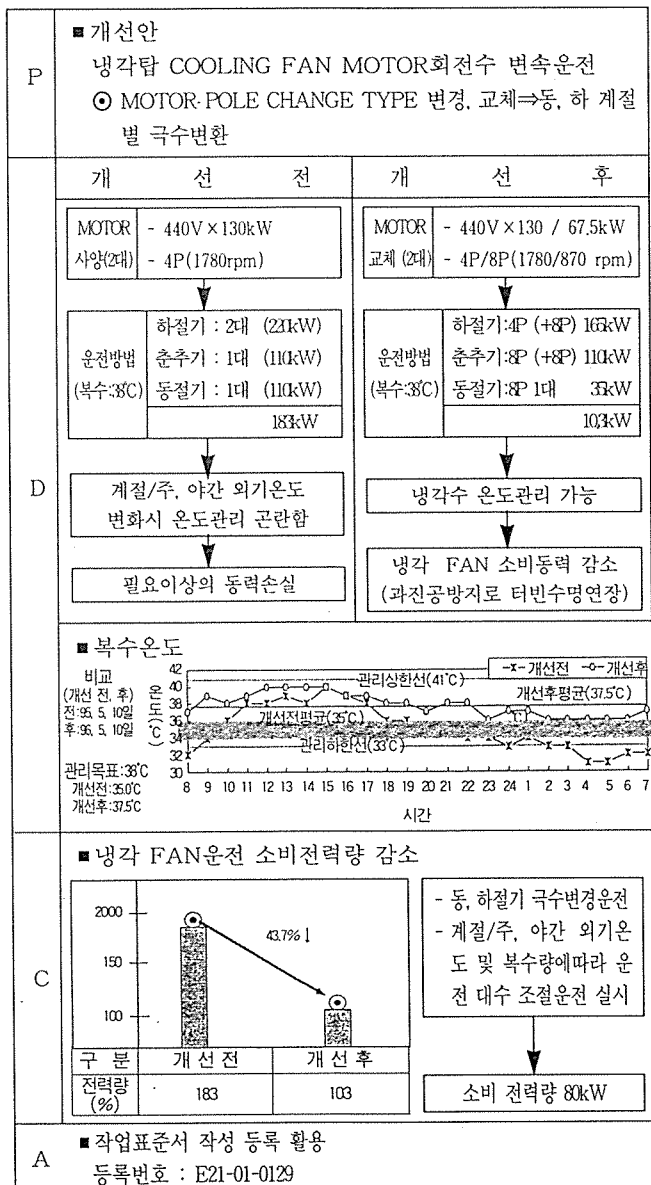 P
■ 개선안
냉각탑 COOLING FAN MOTOR회전수 변속운전
⊙ MOTOR-POLE CHANGE TYPE 변경, 교체⇒동, 하 계절
별 극수변환
D
개 선 전
MOTOR
사양(2대)
- 440V×130kW
- 4P(1780rpm)
운전방법
(복수:38℃)
하절기 : 2대 (220kW)
춘추기 : 1대 (110kW)
동절기 : 1대 (110kW)
183kW
계절/주, 야간 외기온도
변화시 온도관리 곤란함
필요이상의 동력손실
개 선 후
MOTOR
교체 (2대)
- 440V×130 / 67.5kW
- 4P/8P(1780/870 rpm)
운전방법
(복수:38℃)
하절기:4P (+8P) 165kW
춘추기:8P (+8P) 110kW
동절기:8P 1대 35kW
103kW
냉각수 온도관리 가능
냉각 FAN 소비동력 감소
(과진공방지로 터빈수명연장)
■ 복수온도
비교
(개선 전, 후)
전:95. 5. 10일
후:96. 5. 10일
관리목표:38℃
개선전:35.0℃
개선후:37.5℃
온도(℃)
42
40
38
36
34
32
30
-x-개선전 -o-개선후
관리상한선(41℃)
개선후평균(37.5℃)
개선전평균(35℃)
관리하한선(33℃)
8 9 10 11 12 13 14 15 16 17 18 19 20 21 22 23 24 1 2 3 4 5 6 7
시간
C
■ 냉각 FAN운전 소비전력량 감소
2000
150
100
43.7%↓
구 분 개 선 전 개 선 후
전력량
(%)
183 103
- 동, 하절기 극수변경운전
- 계절/주, 야간 외기온
도 및 복수량에따라 운
전 대수 조절운전 실시
소비 전력량 80kW
A
■ 작업표준서 작성 등록 활용
등록번호 : E21-01-0129